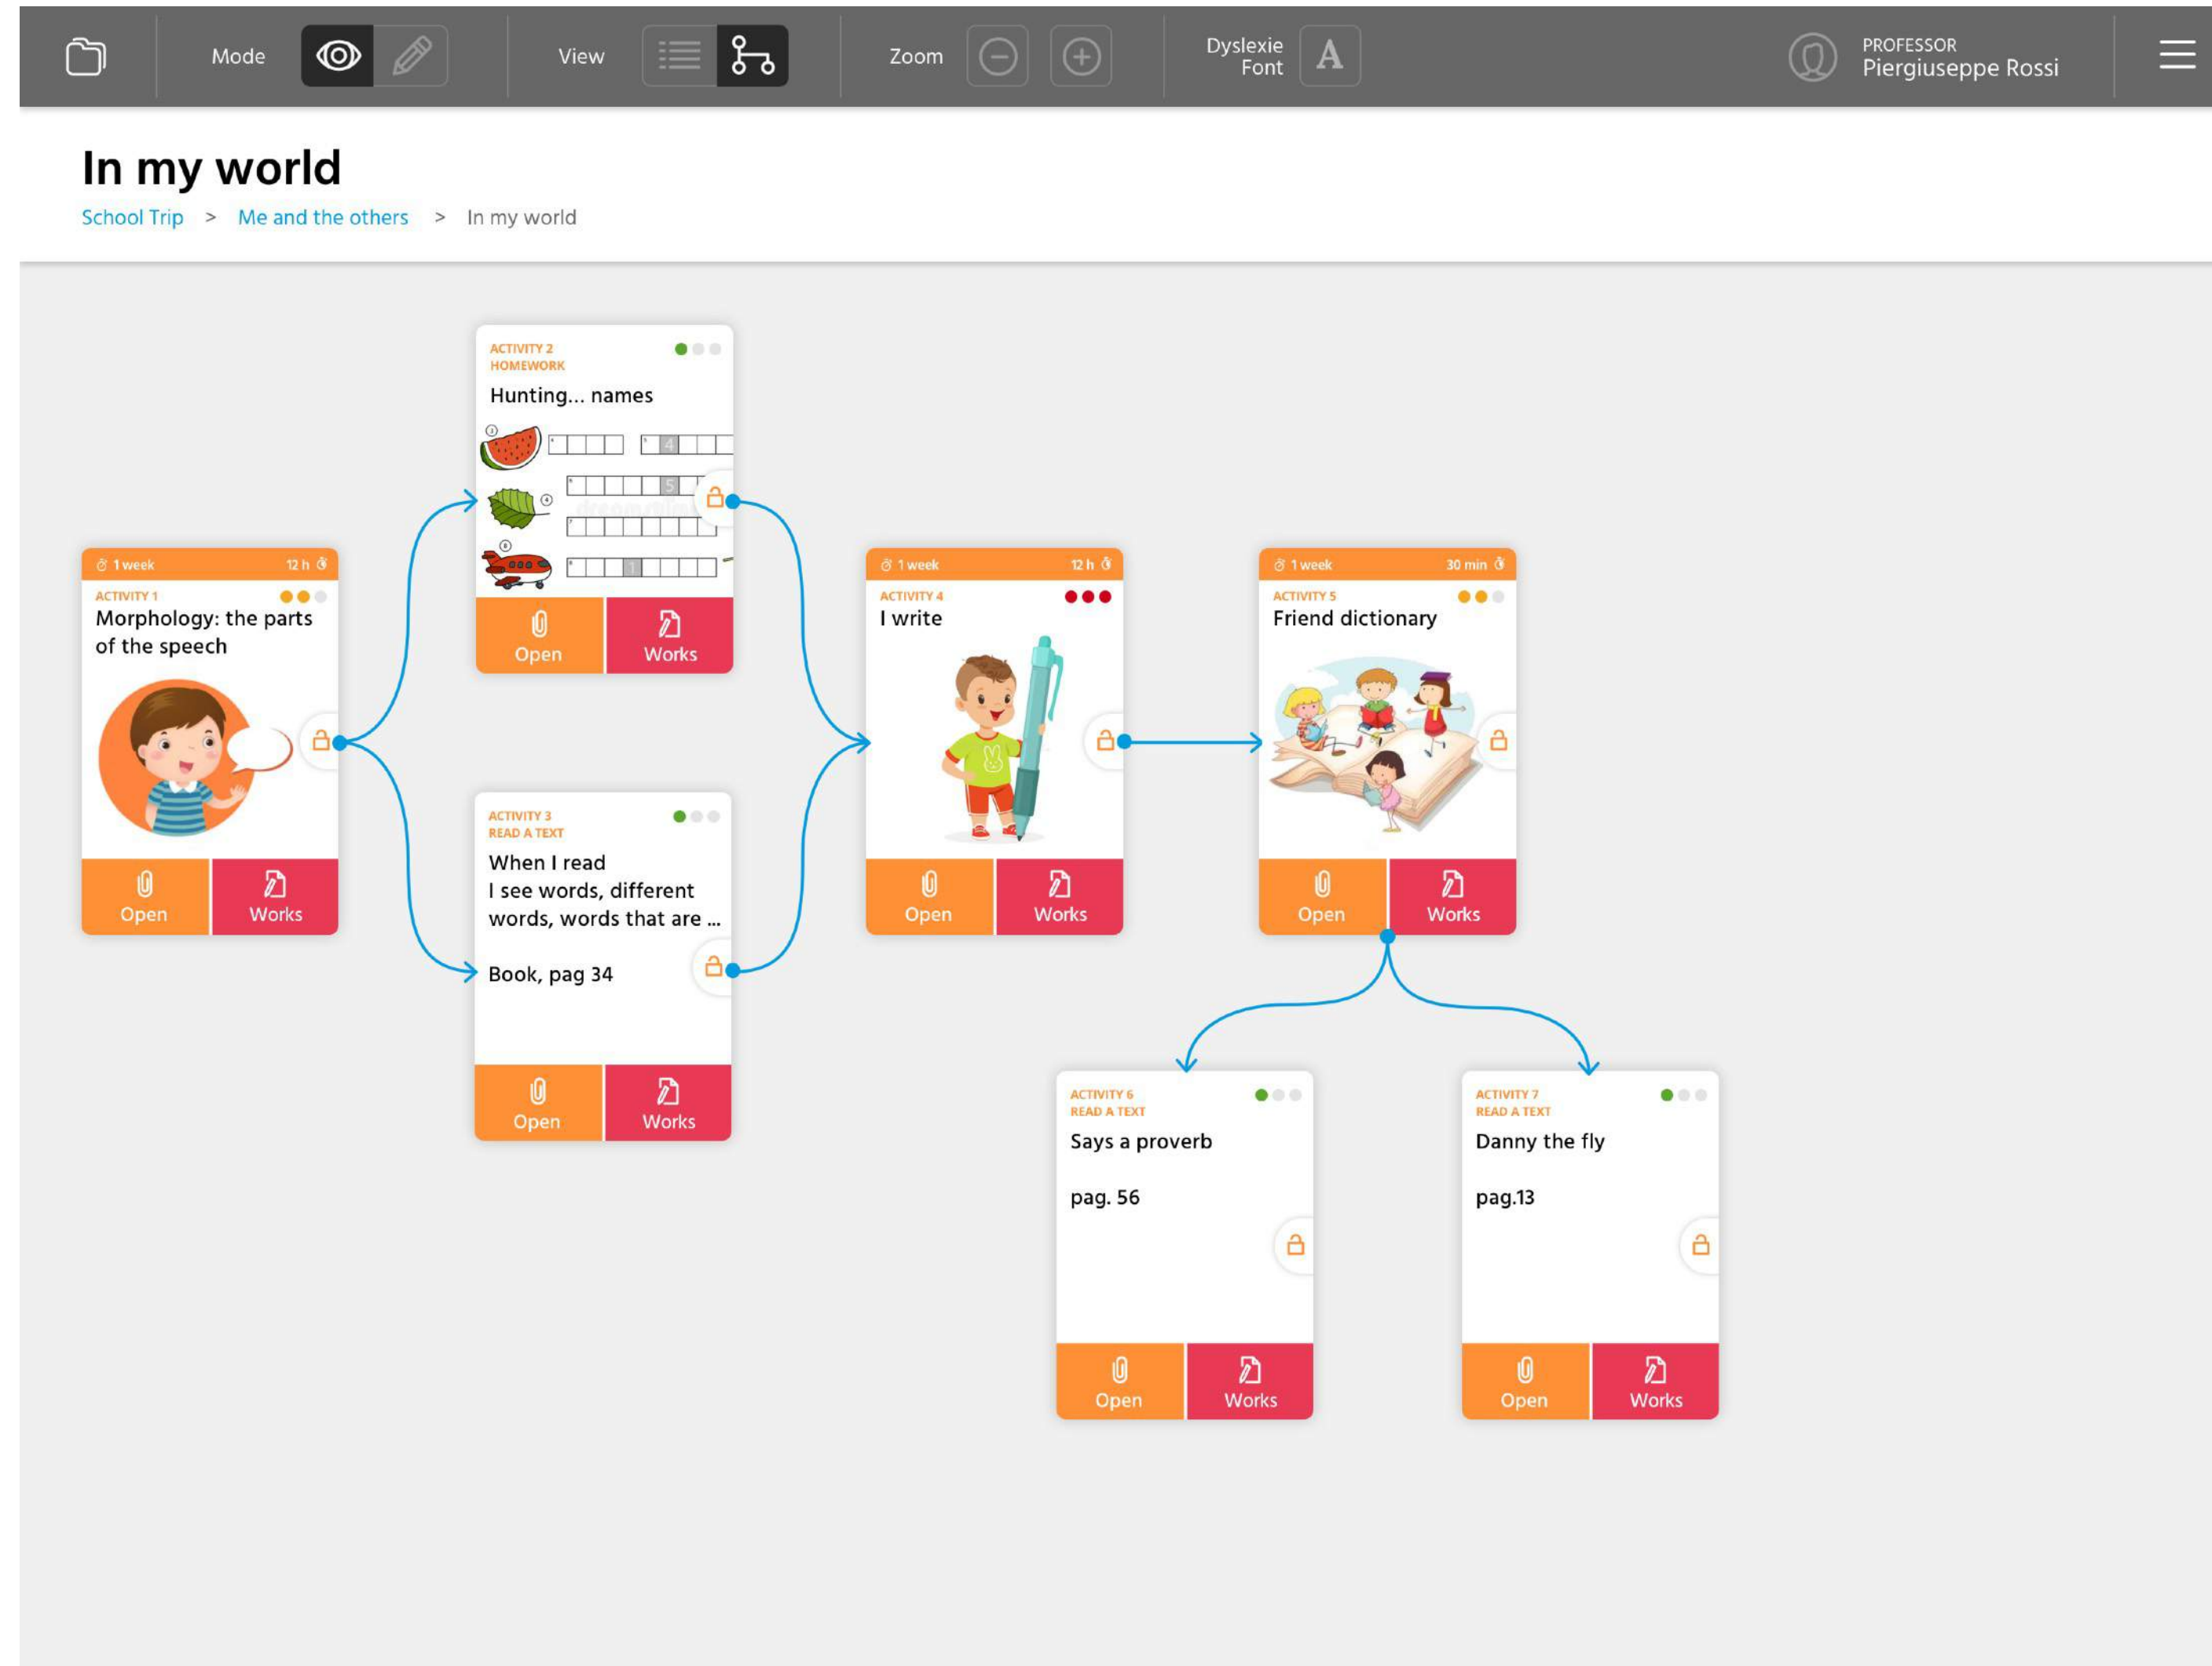 Mode
View
Zoom
Dyslexie
Font
A
PROFESSOR
Piergiuseppe Rossi
In my world
School Trip > Me and the others > In my world
1 week 12 h
ACTIVITY 1
Morphology: the parts
of the speech
Open Works
ACTIVITY 2
HOMEWORK
Hunting... names
4
5
1
Open Works
ACTIVITY 3
READ A TEXT
When I read
I see words, different
words, words that are ...
Book, pag 34
Open Works
1 week 12 h
ACTIVITY 4
I write
Open Works
1 week 30 min
ACTIVITY 5
Friend dictionary
Open Works
ACTIVITY 6
READ A TEXT
Says a proverb
pag. 56
Open Works
ACTIVITY 7
READ A TEXT
Danny the fly
pag.13
Open Works